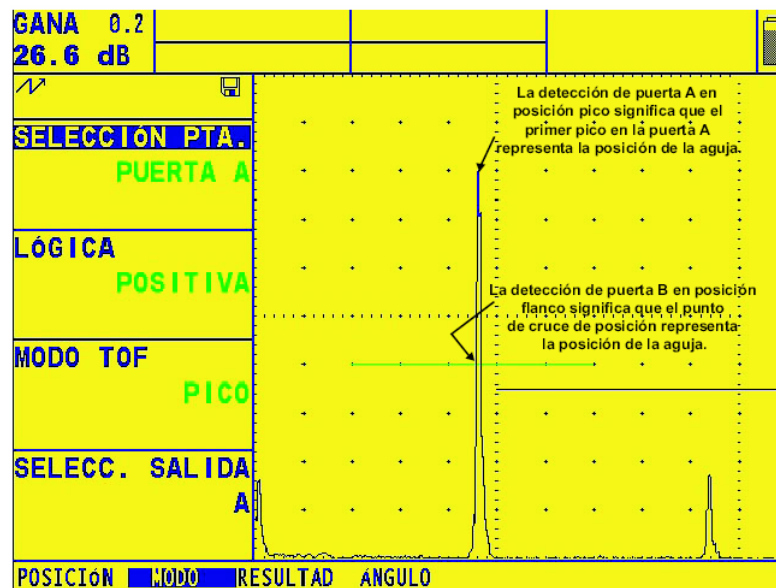 GANA 0.2
26.6 dB
SELECCIÓN PTA.
PUERTA A
LÓGICA
POSITIVA
MODO TOF
PICO
SELECC. SALIDA
A
La detección de puerta A en
posición pico significa que el
primer pico en la puerta A
representa la posición de la aguja.
La detección de puerta B en posición
flanco significa que el punto
de cruce de posición representa
la posición de la aguja.
POSICIÓN MODO RESULTAD ÁNGULO